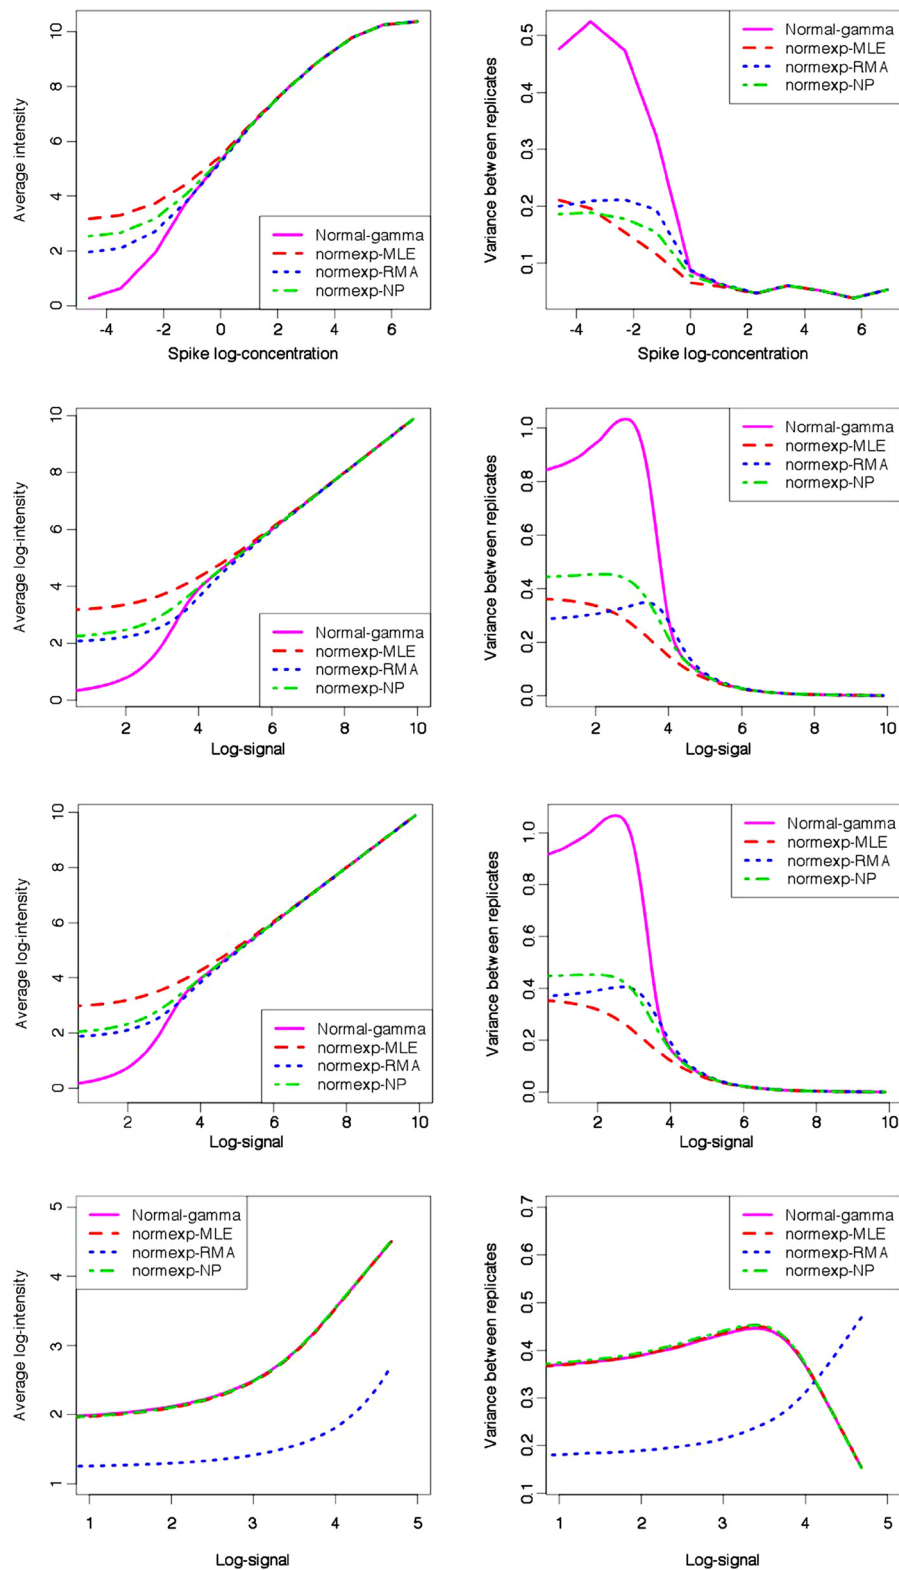 Average intensity
0 2 4 6 8 10
-4 -2 0 2 4 6
Spike log-concentration
Normal-gamma
normexp-MLE
normexp-RMA
normexp-NP
Variance between replicates
0.1 0.2 0.3 0.4 0.5
-4 -2 0 2 4 6
Spike log-concentration
Normal-gamma
normexp-MLE
normexp-RMA
normexp-NP
Average log-intensity
0 2 4 6 8 10
2 4 6 8 10
Log-signal
Normal-gamma
normexp-MLE
normexp-RMA
normexp-NP
Variance between replicates
0.0 0.2 0.4 0.6 0.8 1.0
2 4 6 8 10
Log-sigal
Normal-gamma
normexp-MLE
normexp-RMA
normexp-NP
Average log-intensity
0 2 4 6 8 10
2 4 6 8 10
Log-signal
Normal-gamma
normexp-MLE
normexp-RMA
normexp-NP
Variance between replicates
0.0 0.2 0.4 0.6 0.8 1.0
2 4 6 8 10
Log-signal
Normal-gamma
normexp-MLE
normexp-RMA
normexp-NP
Average log-intensity
1 2 3 4 5
1 2 3 4 5
Log-signal
Normal-gamma
normexp-MLE
normexp-RMA
normexp-NP
Variance between replicates
0.1 0.2 0.3 0.4 0.5 0.6 0.7
1 2 3 4 5
Log-signal
Normal-gamma
normexp-MLE
normexp-RMA
normexp-NP